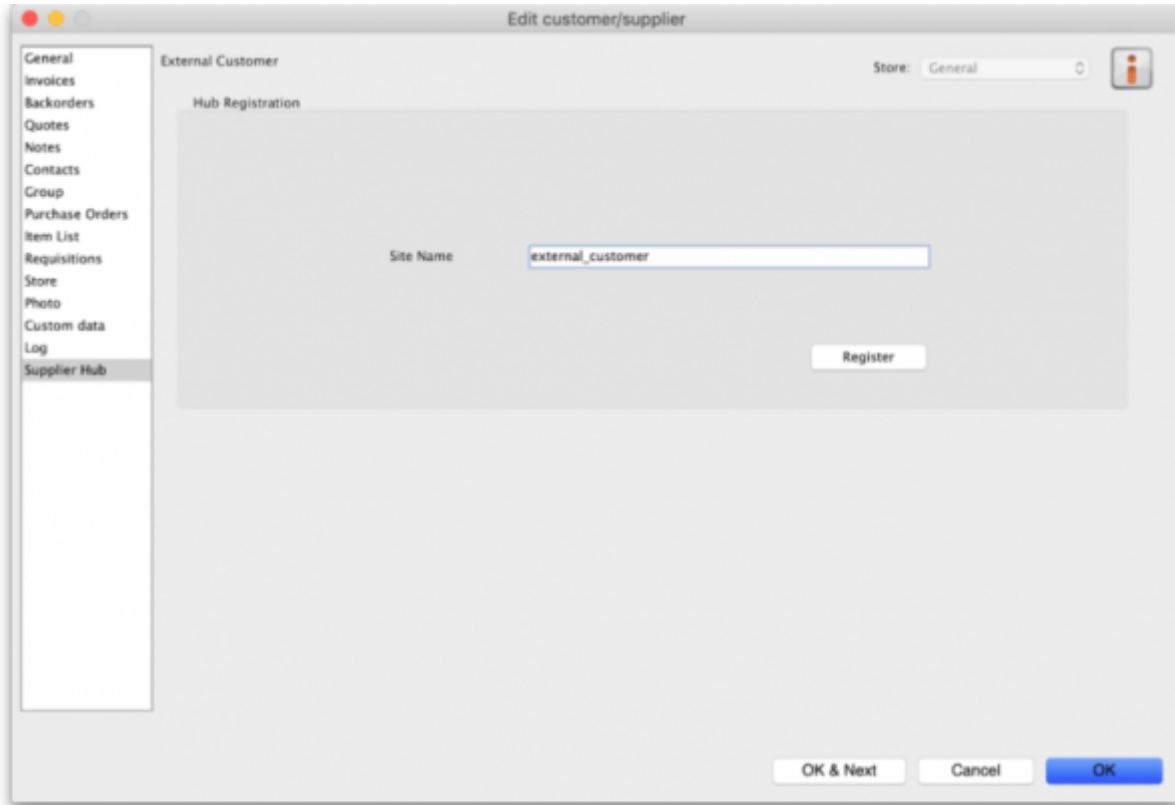 Edit customer/supplier
General
Invoices
Backorders
Quotes
Notes
Contacts
Group
Purchase Orders
Item List
Requisitions
Store
Photo
Custom data
Log
Supplier Hub
External Customer
Store: General
Hub Registration
Site Name external_customer
Register
OK & Next Cancel OK